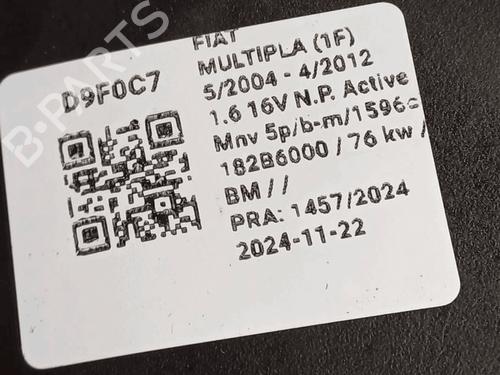 D9F0C7
FIAT
MULTIPLA (1F)
5/2004 - 4/2012
1.6 16V N.P. Active
Mnv 5p/b-m/1596c
182B6000 / 76 kw /
BM / /
PRA: 1457/2024
2024-11-22
B-PARTS